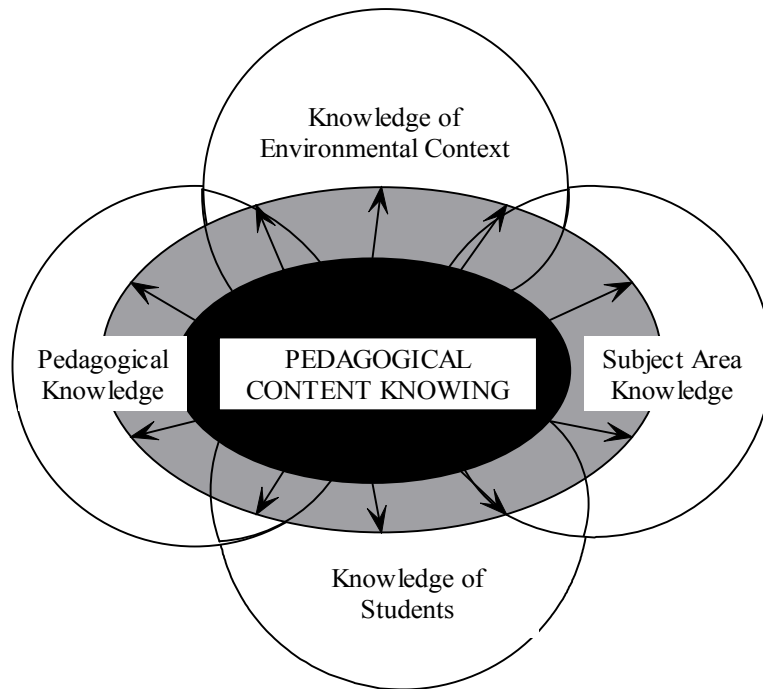 Knowledge of
Environmental Context
Pedagogical
Knowledge
PEDAGOGICAL
CONTENT KNOWING
Subject Area
Knowledge
Knowledge of
Students